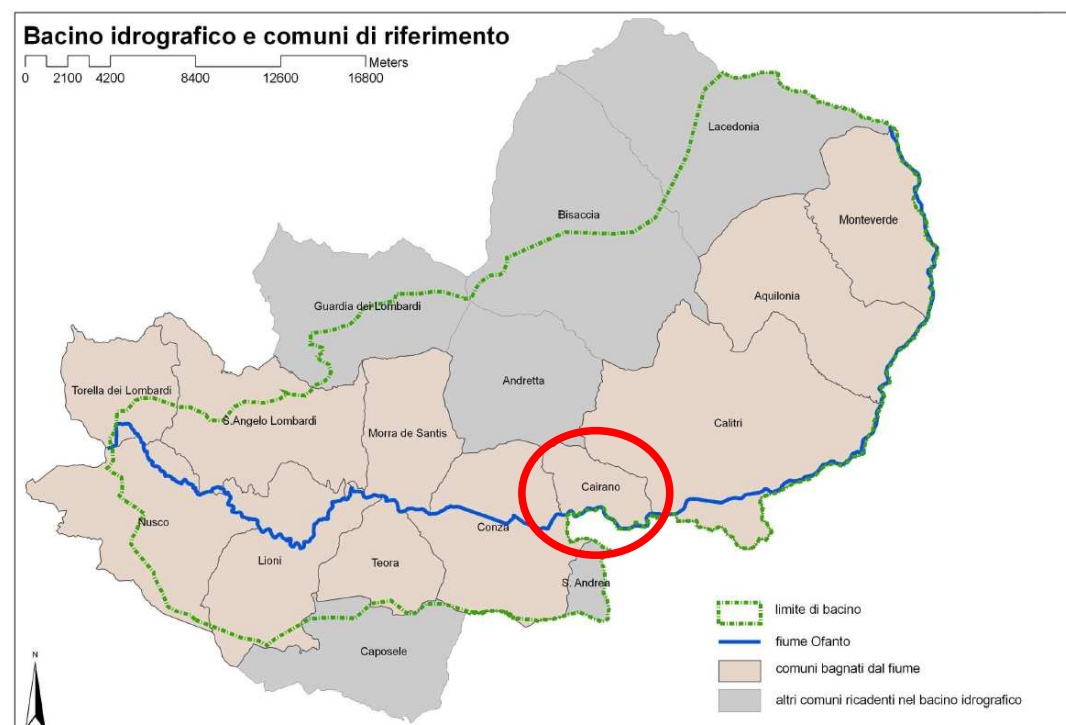 Bacino idrografico e comuni di riferimento
Meters
0 2100 4200 8400 12600 16800
Lacedonia
Bisaccia
Monteverde
Aquilonia
Guardia dei Lombardi
Andretta
Torella dei Lombardi
S.Angelo Lombardi
Morra de Santis
Calitri
Cairano
Nusco
Conza
Lioni
Teora
S. Andrea
Caposele
limite di bacino
fiume Ofanto
comuni bagnati dal fiume
altri comuni ricadenti nel bacino idrografico
N